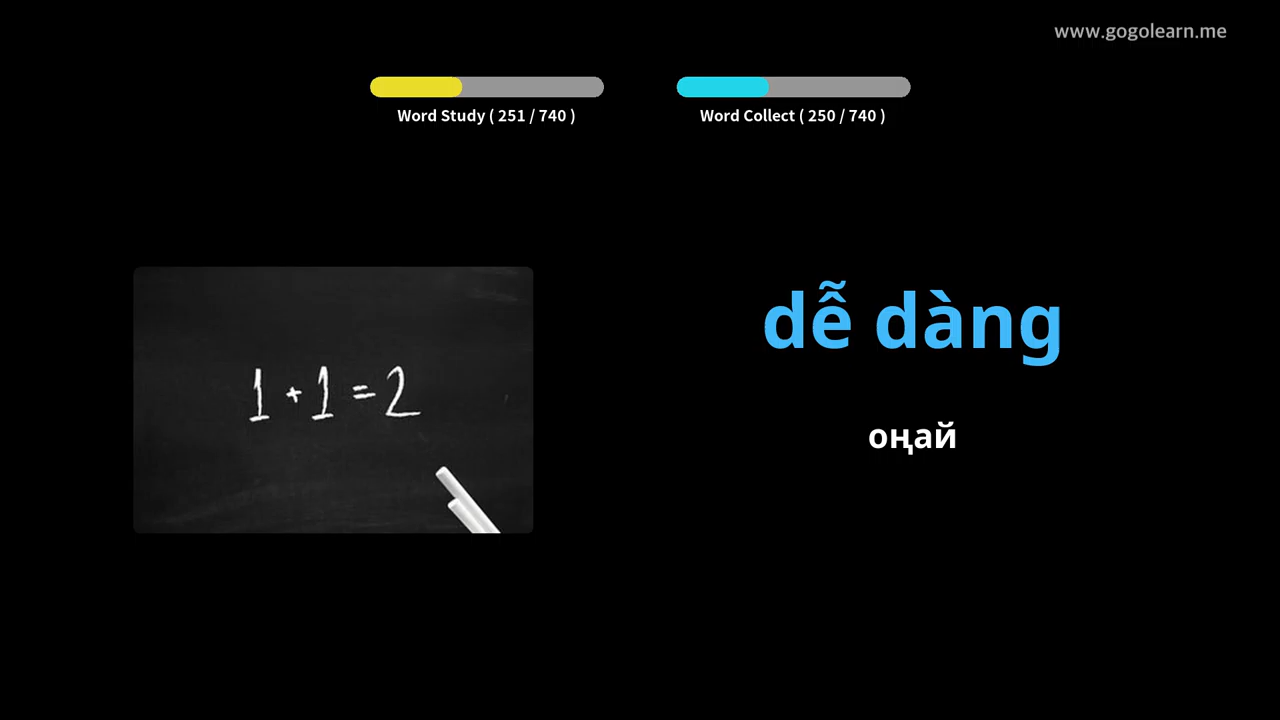 www.gogolearn.me
Word Study ( 251 / 740 )
Word Collect ( 250 / 740 )
1 + 1 = 2
dễ dàng
оңай